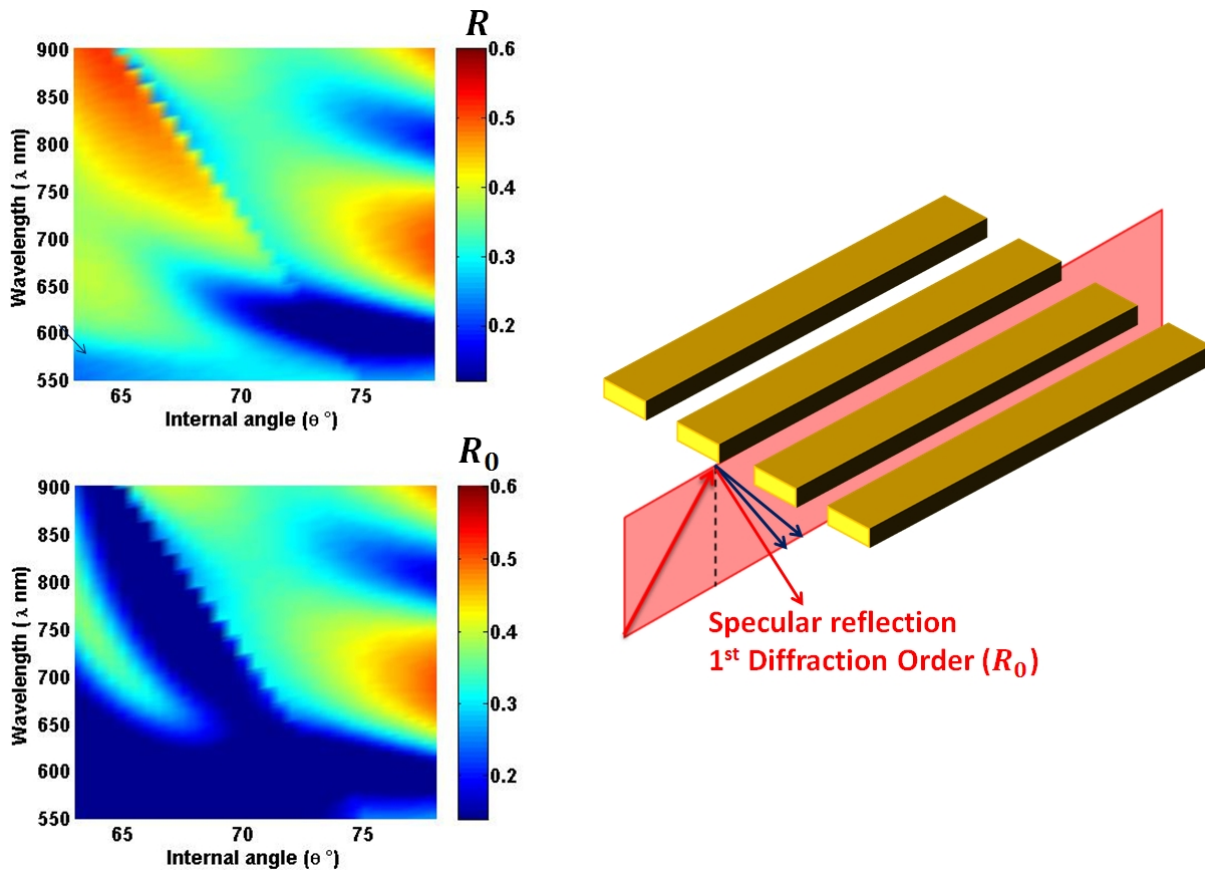 R
0.6
0.5
0.4
0.3
0.2
900
850
800
750
700
650
600
550
Wavelength ( λ nm)
65 70 75
Internal angle (θ °)
R₀
0.6
0.5
0.4
0.3
0.2
900
850
800
750
700
650
600
550
Wavelength ( λ nm)
65 70 75
Internal angle (θ °)
Specular reflection
1st Diffraction Order (R₀)